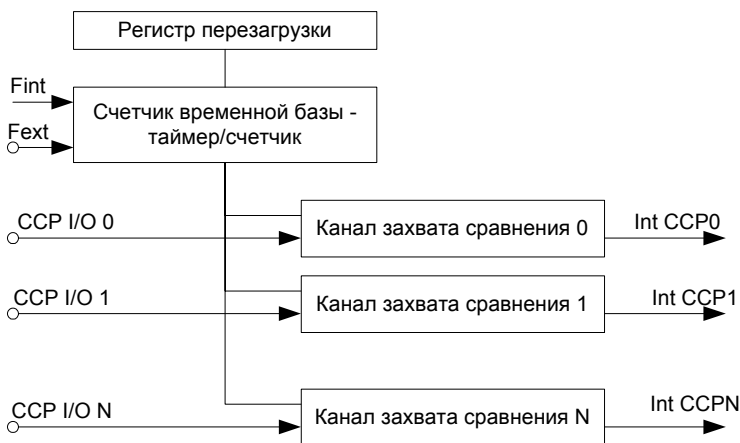 Регистр перезагрузки
Fint
Счетчик временной базы -
таймер/счетчик
Fext
CCP I/O 0
Канал захвата сравнения 0
Int CCP0
CCP I/O 1
Канал захвата сравнения 1
Int CCP1
CCP I/O N
Канал захвата сравнения N
Int CCPN